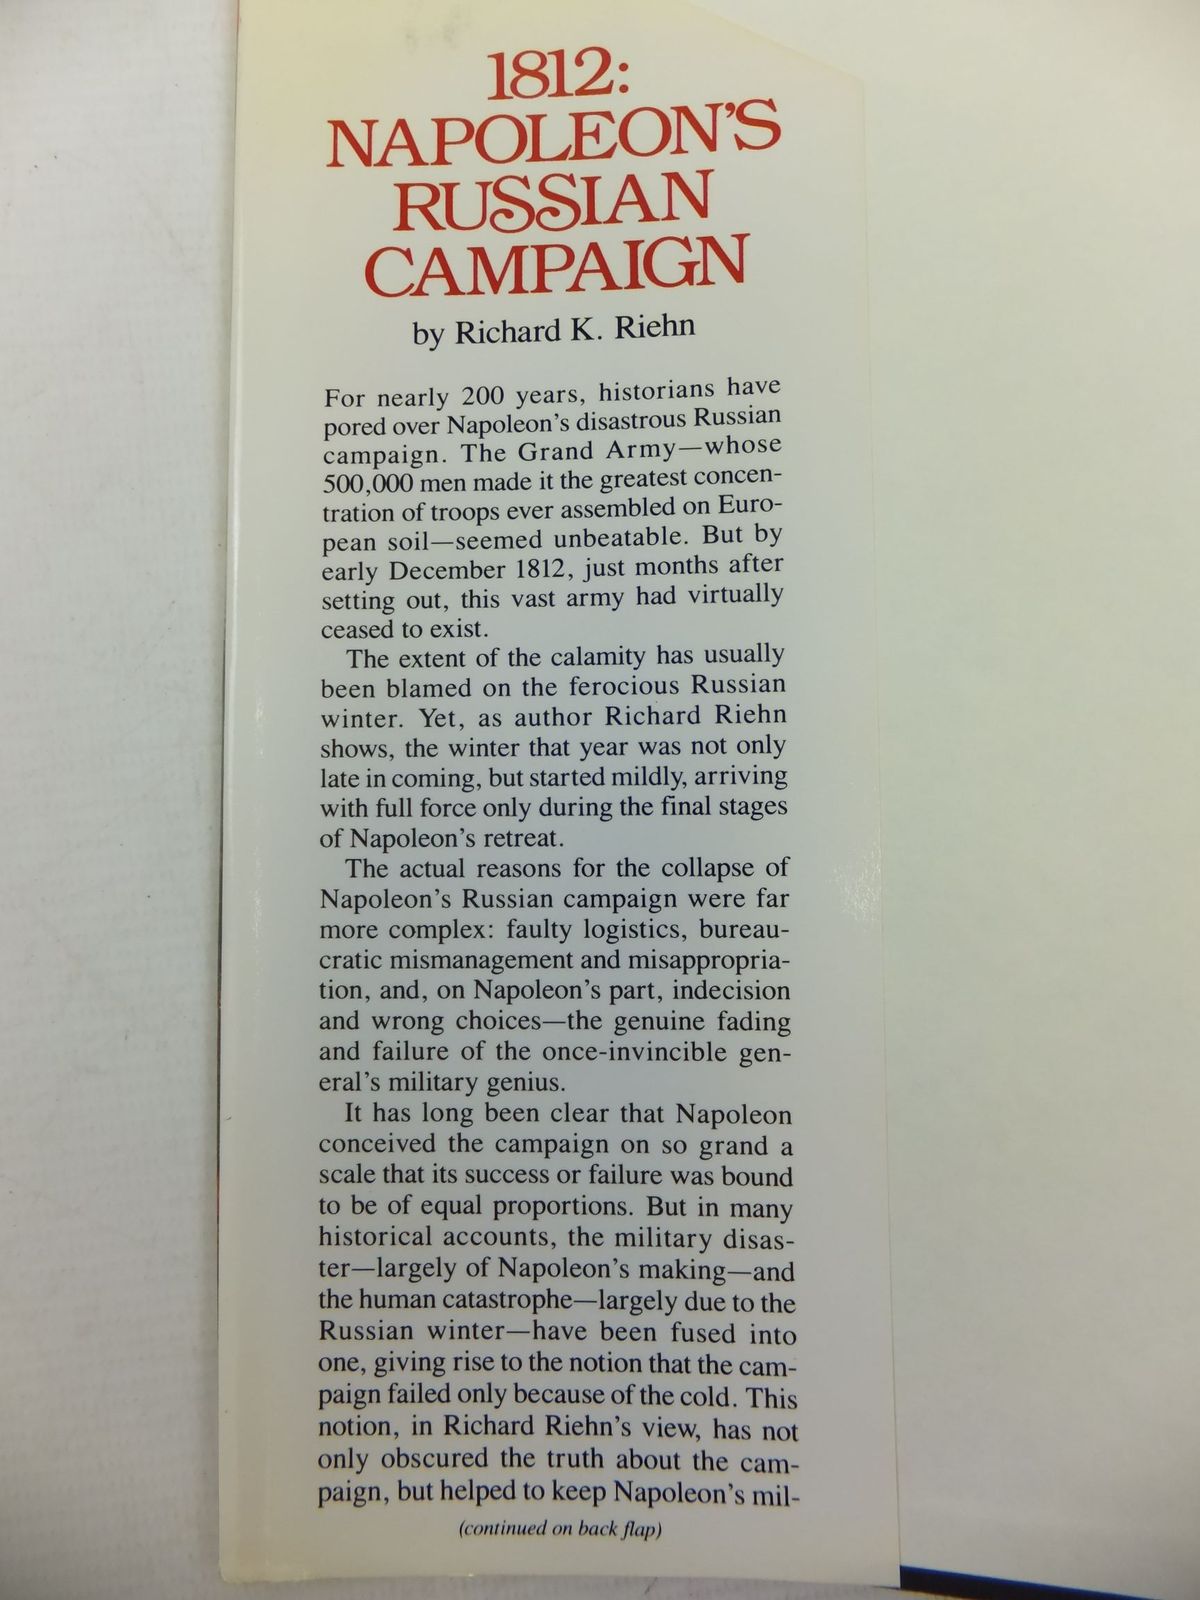 1812:
NAPOLEON'S
RUSSIAN
CAMPAIGN
by Richard K. Riehn
For nearly 200 years, historians have
pored over Napoleon's disastrous Russian
campaign. The Grand Army—whose
500,000 men made it the greatest concen-
tration of troops ever assembled on Euro-
pean soil—seemed unbeatable. But by
early December 1812, just months after
setting out, this vast army had virtually
ceased to exist.
The extent of the calamity has usually
been blamed on the ferocious Russian
winter. Yet, as author Richard Riehn
shows, the winter that year was not only
late in coming, but started mildly, arriving
with full force only during the final stages
of Napoleon's retreat.
The actual reasons for the collapse of
Napoleon's Russian campaign were far
more complex: faulty logistics, bureau-
cratic mismanagement and misappropria-
tion, and, on Napoleon's part, indecision
and wrong choices—the genuine fading
and failure of the once-invincible gen-
eral's military genius.
It has long been clear that Napoleon
conceived the campaign on so grand a
scale that its success or failure was bound
to be of equal proportions. But in many
historical accounts, the military disas-
ter—largely of Napoleon's making—and
the human catastrophe—largely due to the
Russian winter—have been fused into
one, giving rise to the notion that the cam-
paign failed only because of the cold. This
notion, in Richard Riehn's view, has not
only obscured the truth about the cam-
paign, but helped to keep Napoleon's mil-
(continued on back flap)